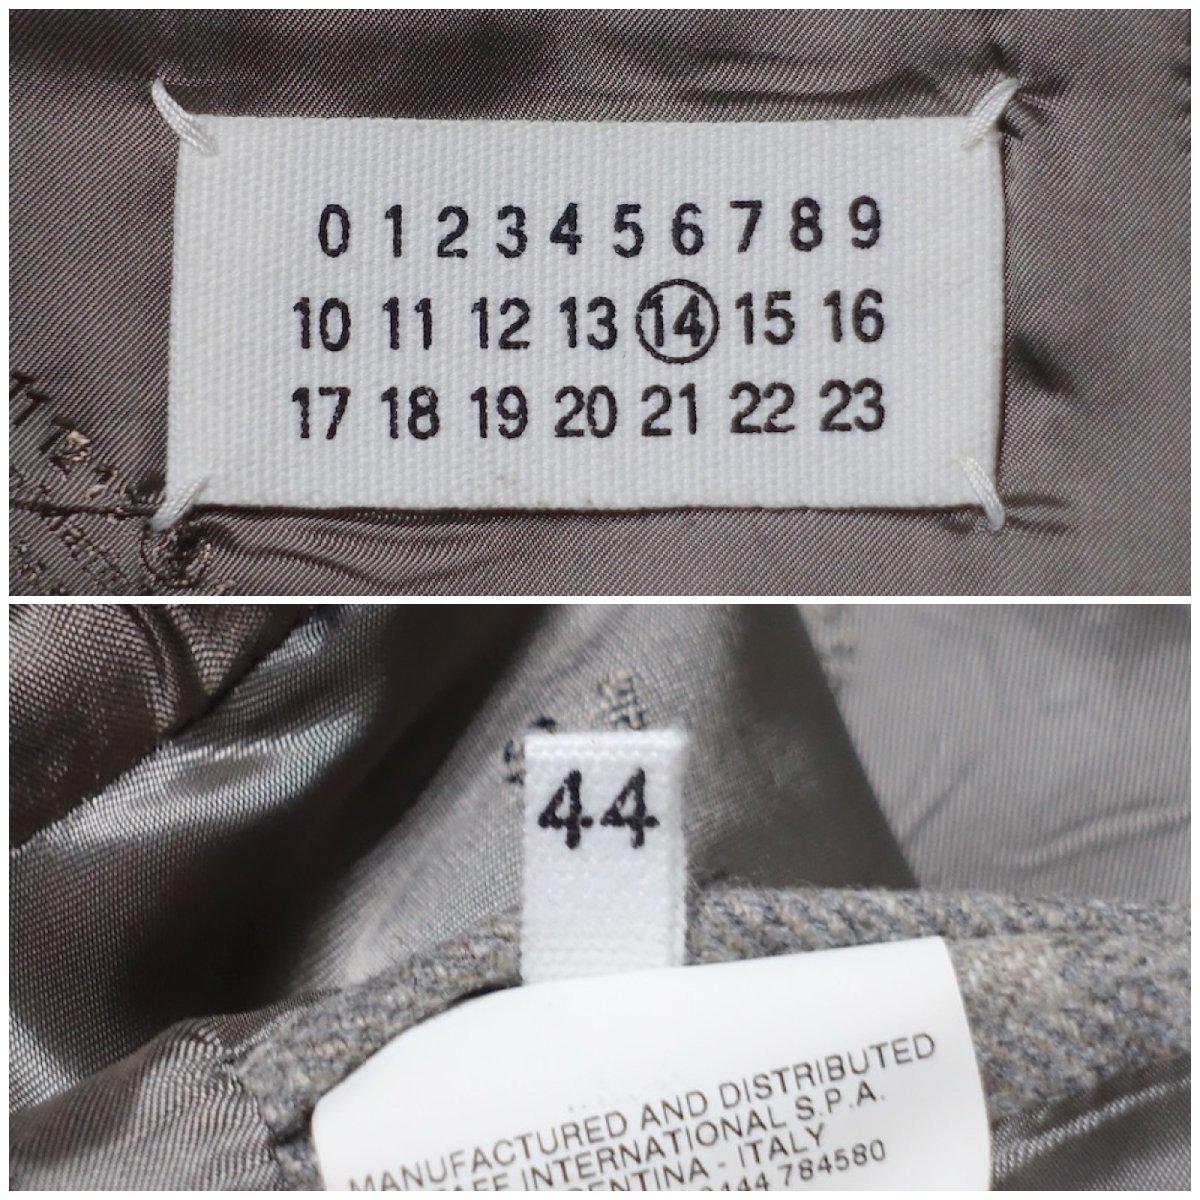 0 1 2 3 4 5 6 7 8 9
10 11 12 13 14 15 16
17 18 19 20 21 22 23
44
MANUFACTURED AND DISTRIBUTED
INTERNATIONAL S.P.A.
- ITALY
784580